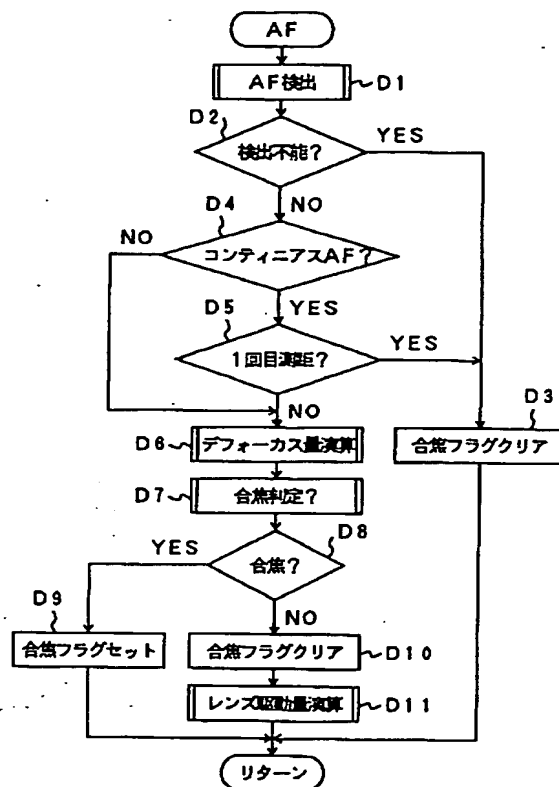 AF
AF検出
D1
D2
検出不能?
YES
NO
D4
NO
コンティニアスAF?
YES
D5
1回目測距?
YES
NO
D3
D6
デフォーカス量演算
合焦フラグクリア
D7
合焦判定?
D8
YES
合焦?
NO
D9
合焦フラグセット
合焦フラグクリア
D10
レンズ駆動量演算
D11
リターン